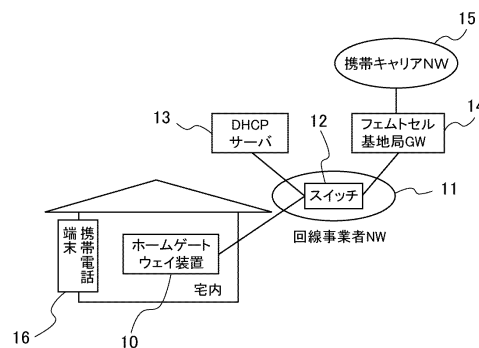 15
携帯キャリアNW
13
DHCP
サーバ
12
フェムトセル
基地局GW
14
スイッチ
11
回線事業者NW
携帯電話
端末
ホームゲート
ウェイ装置
宅内
16
10